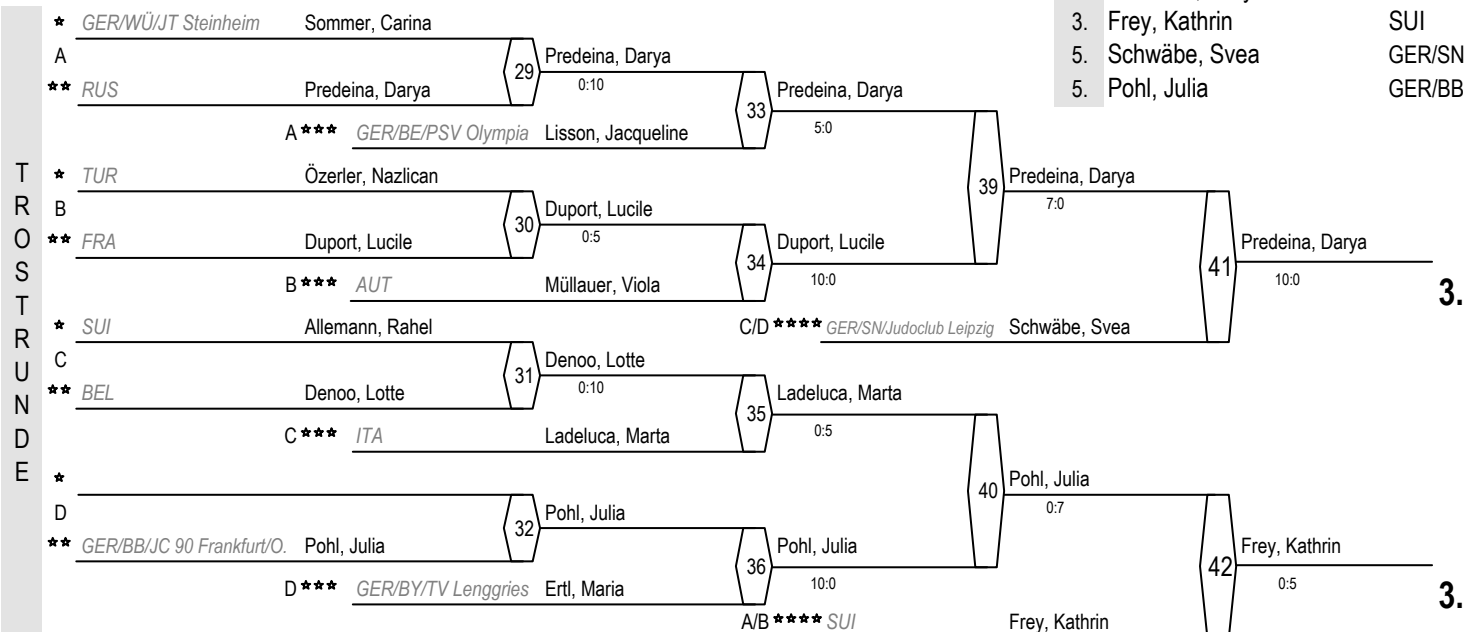 3. Frey, Kathrin SUI
5. Schwäbe, Svea GER/SN
5. Pohl, Julia GER/BB
TROSTRUNDE
* GER/WÜ/JT Steinheim Sommer, Carina
A
29 Predeina, Darya
0:10
** RUS Predeina, Darya
33 Predeina, Darya
5:0
A *** GER/BE/PSV Olympia Lisson, Jacqueline
* TUR Özerler, Nazlican
39 Predeina, Darya
7:0
B
30 Duport, Lucile
0:5
** FRA Duport, Lucile
34 Duport, Lucile
10:0
41 Predeina, Darya
10:0
3.
B *** AUT Müllauer, Viola
* SUI Allemann, Rahel
C/D **** GER/SN/Judoclub Leipzig Schwäbe, Svea
C
31 Denoo, Lotte
0:10
** BEL Denoo, Lotte
35 Ladeluca, Marta
0:5
C *** ITA Ladeluca, Marta
*
40 Pohl, Julia
0:7
D
32 Pohl, Julia
** GER/BB/JC 90 Frankfurt/O. Pohl, Julia
36 Pohl, Julia
10:0
42 Frey, Kathrin
0:5
3.
D *** GER/BY/TV Lenggries Ertl, Maria
A/B **** SUI Frey, Kathrin